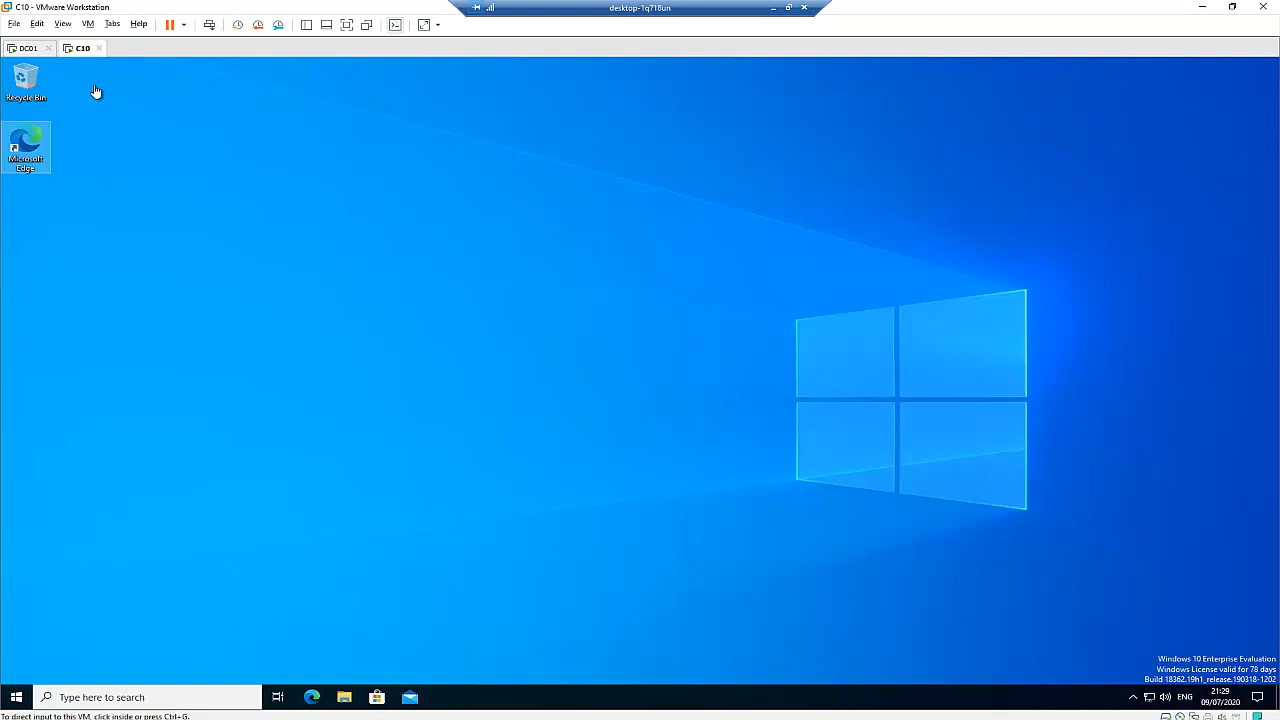 C10 - VMware Workstation
desktop-1q718un
File Edit View VM Tabs Help
DC01
C10
Recycle Bin
Microsoft
Edge
Windows 10 Enterprise Evaluation
Windows License valid for 78 days
Build 18362.19h1_release.190318-1202
Type here to search
ENG
21:29
09/07/2020
To direct input to this VM, click inside or press Ctrl+G.